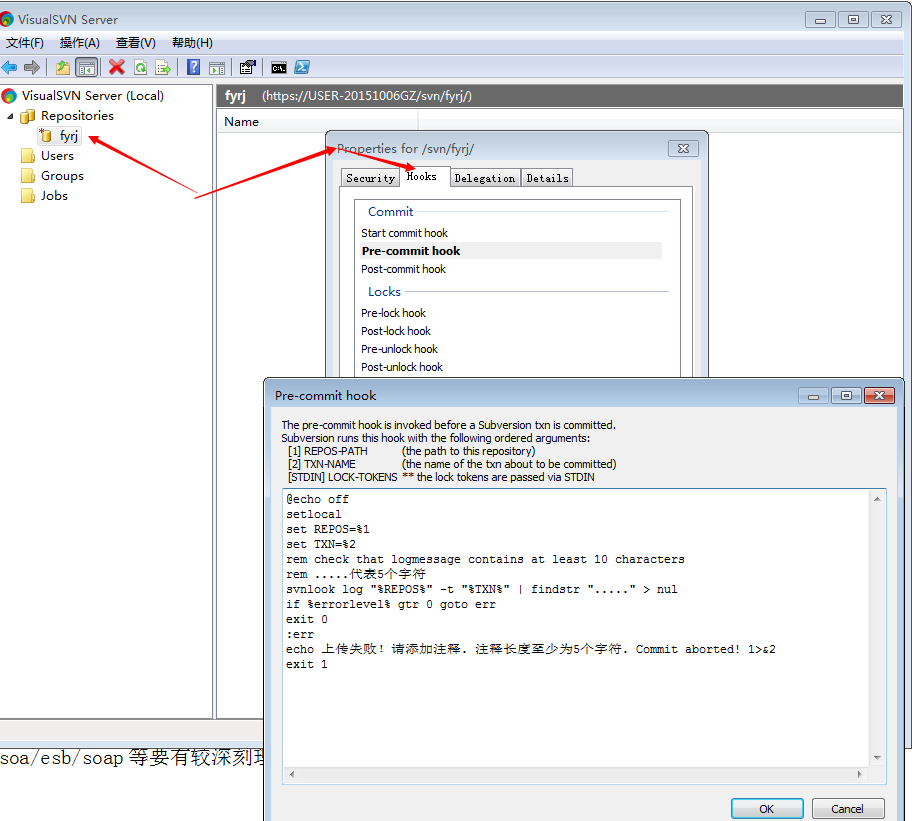 VisualSVN Server
文件(F) 操作(A) 查看(V) 帮助(H)
VisualSVN Server (Local)
Repositories
fyrj
Users
Groups
Jobs
fyrj (https://USER-20151006GZ/svn/fyrj/)
Name
Properties for /svn/fyrj/
Security Hooks Delegation Details
Commit
Start commit hook
Pre-commit hook
Post-commit hook
Locks
Pre-lock hook
Post-lock hook
Pre-unlock hook
Post-unlock hook
Pre-commit hook
The pre-commit hook is invoked before a Subversion txn is committed.
Subversion runs this hook with the following ordered arguments:
[1] REPOS-PATH (the path to this repository)
[2] TXN-NAME (the name of the txn about to be committed)
[STDIN] LOCK-TOKENS ** the lock tokens are passed via STDIN
@echo off
setlocal
set REPOS=%1
set TXN=%2
rem check that logmessage contains at least 10 characters
rem .....代表5个字符
svnlook log "%REPOS%" -t "%TXN%" | findstr "....." > nul
if %errorlevel% gtr 0 goto err
exit 0
:err
echo 上传失败! 请添加注释. 注释长度至少为5个字符. Commit aborted! 1>&2
exit 1
soa/esb/soap 等要有较深刻
OK Cancel